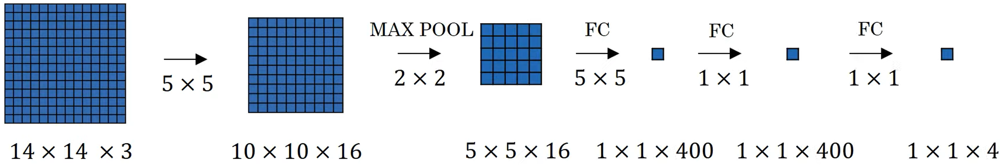 MAX POOL
FC
FC
FC
5 × 5
2 × 2
5 × 5
1 × 1
1 × 1
14 × 14 × 3
10 × 10 × 16
5 × 5 × 16
1 × 1 × 400
1 × 1 × 400
1 × 1 × 4